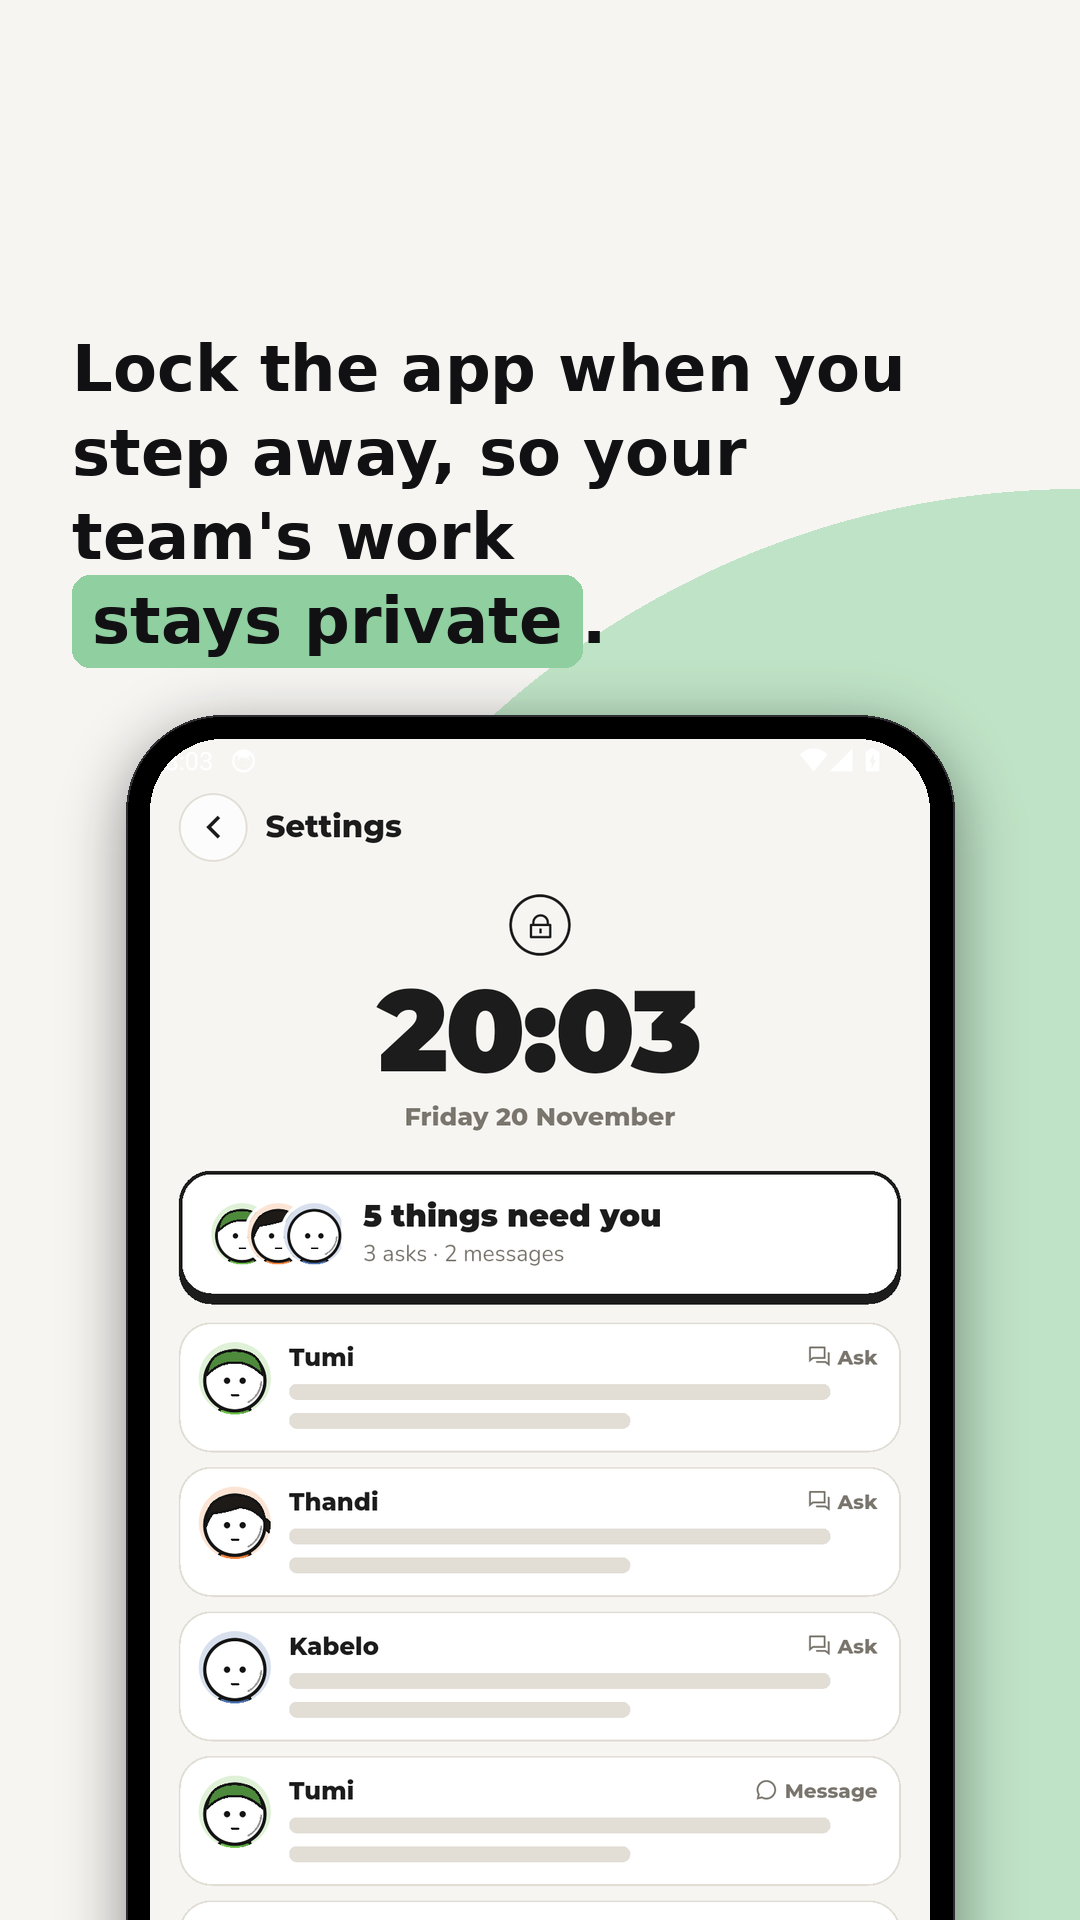 Lock the app when you
step away, so your
team's work
stays private.
Settings
20:03
Friday 20 November
5 things need you
3 asks · 2 messages
Tumi
Ask
Thandi
Ask
Kabelo
Ask
Tumi
Message